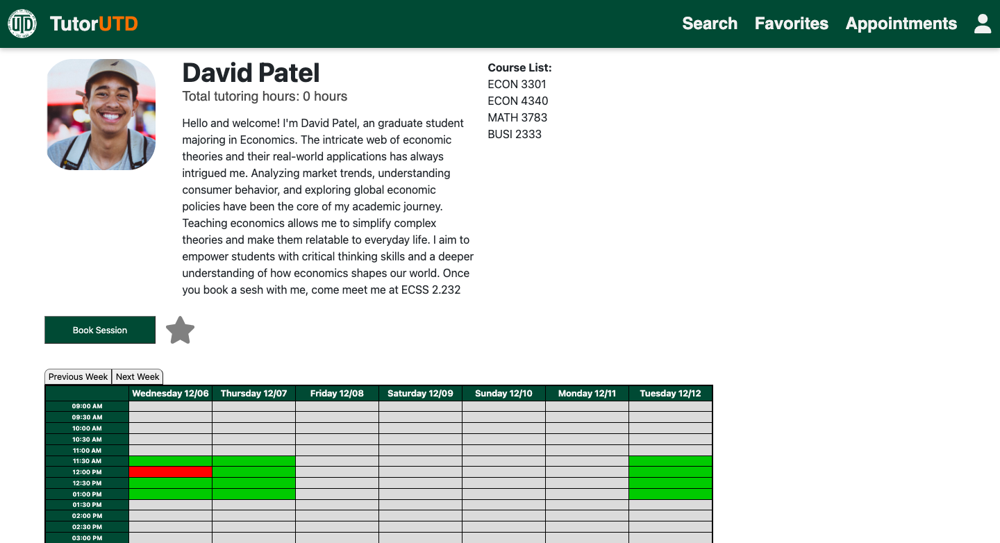 UTD
TutorUTD
Search
Favorites
Appointments
David Patel
Total tutoring hours: 0 hours
Hello and welcome! I'm David Patel, an graduate student
majoring in Economics. The intricate web of economic
theories and their real-world applications has always
intrigued me. Analyzing market trends, understanding
consumer behavior, and exploring global economic
policies have been the core of my academic journey.
Teaching economics allows me to simplify complex
theories and make them relatable to everyday life. I aim to
empower students with critical thinking skills and a deeper
understanding of how economics shapes our world. Once
you book a sesh with me, come meet me at ECSS 2.232
Course List:
ECON 3301
ECON 4340
MATH 3783
BUSI 2333
Book Session
Previous Week
Next Week
Wednesday 12/06
Thursday 12/07
Friday 12/08
Saturday 12/09
Sunday 12/10
Monday 12/11
Tuesday 12/12
09:00 AM
09:30 AM
10:00 AM
10:30 AM
11:00 AM
11:30 AM
12:00 PM
12:30 PM
01:00 PM
01:30 PM
02:00 PM
02:30 PM
03:00 PM